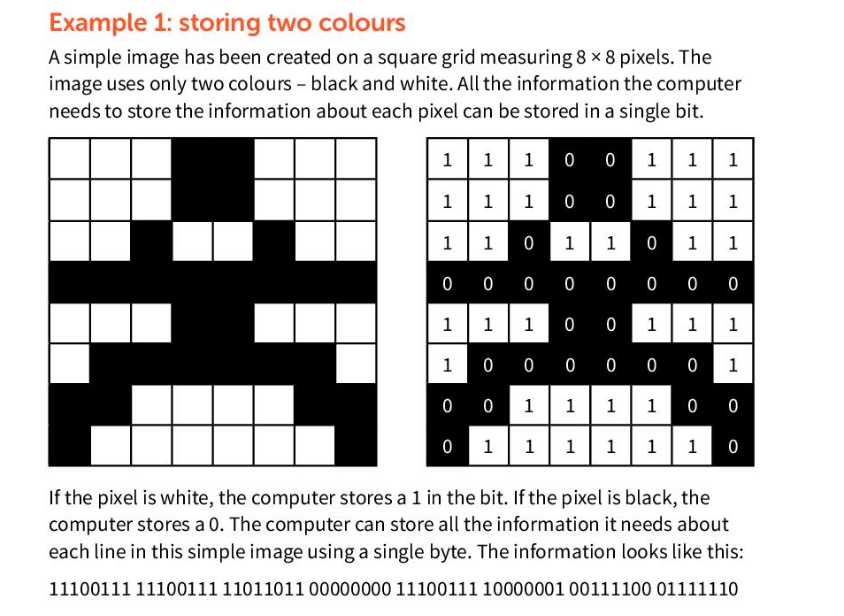 Example 1: storing two colours
A simple image has been created on a square grid measuring 8 × 8 pixels. The
image uses only two colours – black and white. All the information the computer
needs to store the information about each pixel can be stored in a single bit.
1 1 1 0 0 1 1 1
1 1 1 0 0 1 1 1
1 1 0 1 1 0 1 1
0 0 0 0 0 0 0 0
1 1 1 0 0 1 1 1
1 0 0 0 0 0 0 1
0 0 1 1 1 1 0 0
0 1 1 1 1 1 1 0
If the pixel is white, the computer stores a 1 in the bit. If the pixel is black, the
computer stores a 0. The computer can store all the information it needs about
each line in this simple image using a single byte. The information looks like this:
11100111 11100111 11011011 00000000 11100111 10000001 00111100 01111110